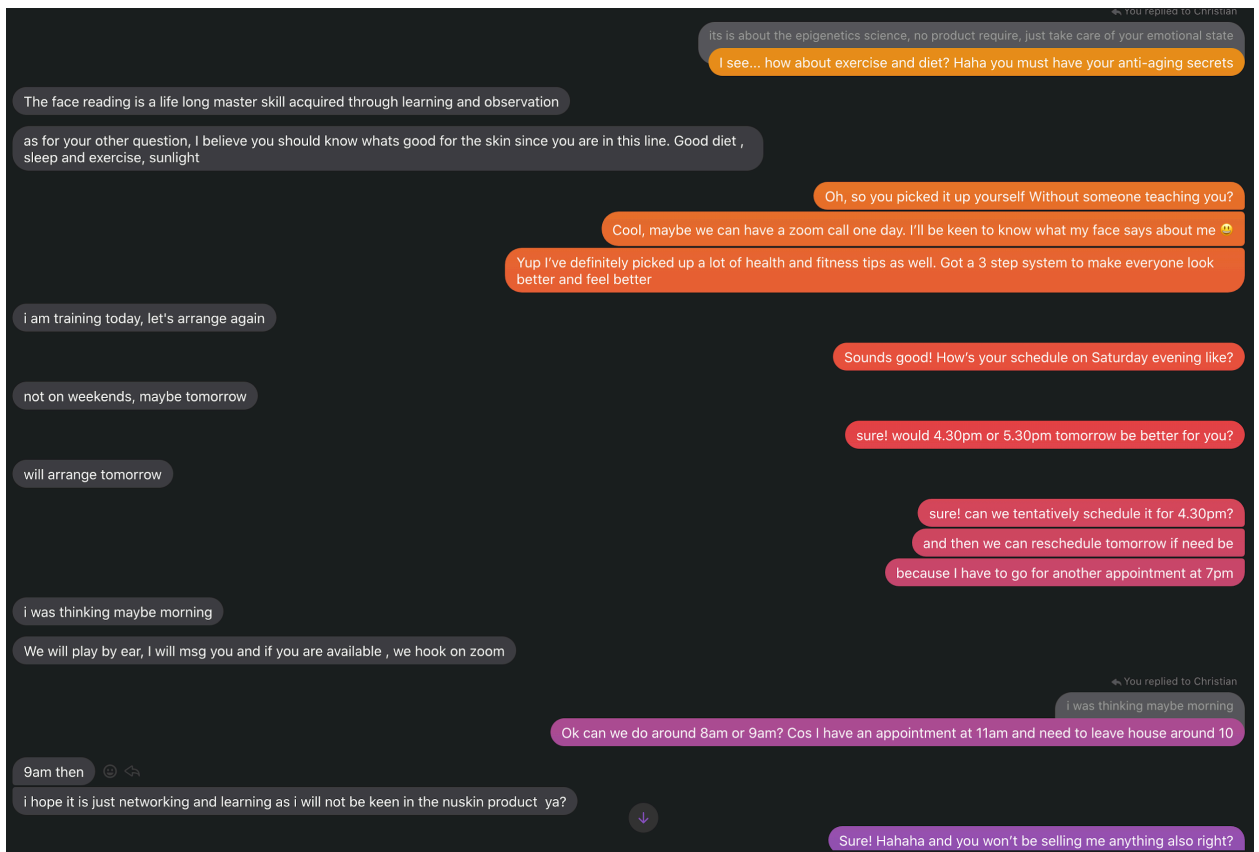 You replied to Christian
its is about the epigenetics science, no product require, just take care of your emotional state
I see... how about exercise and diet? Haha you must have your anti-aging secrets
The face reading is a life long master skill acquired through learning and observation
as for your other question, I believe you should know whats good for the skin since you are in this line. Good diet ,
sleep and exercise, sunlight
Oh, so you picked it up yourself Without someone teaching you?
Cool, maybe we can have a zoom call one day. I'll be keen to know what my face says about me 😃
Yup I've definitely picked up a lot of health and fitness tips as well. Got a 3 step system to make everyone look
better and feel better
i am training today, let's arrange again
Sounds good! How's your schedule on Saturday evening like?
not on weekends, maybe tomorrow
sure! would 4.30pm or 5.30pm tomorrow be better for you?
will arrange tomorrow
sure! can we tentatively schedule it for 4.30pm?
and then we can reschedule tomorrow if need be
because I have to go for another appointment at 7pm
i was thinking maybe morning
We will play by ear, I will msg you and if you are available , we hook on zoom
You replied to Christian
i was thinking maybe morning
Ok can we do around 8am or 9am? Cos I have an appointment at 11am and need to leave house around 10
9am then
i hope it is just networking and learning as i will not be keen in the nuskin product ya?
Sure! Hahaha and you won't be selling me anything also right?